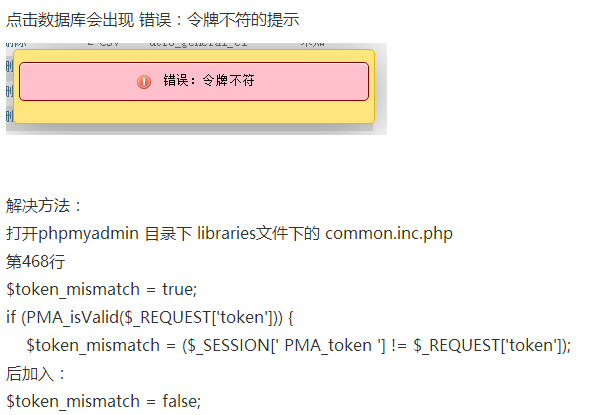 点击数据库会出现 错误：令牌不符的提示
错误：令牌不符
解决方法：
打开phpmyadmin 目录下 libraries文件下的 common.inc.php
第468行
$token_mismatch = true;
if (PMA_isValid($_REQUEST['token'])) {
$token_mismatch = ($_SESSION[' PMA_token '] != $_REQUEST['token']);
后加入：
$token_mismatch = false;